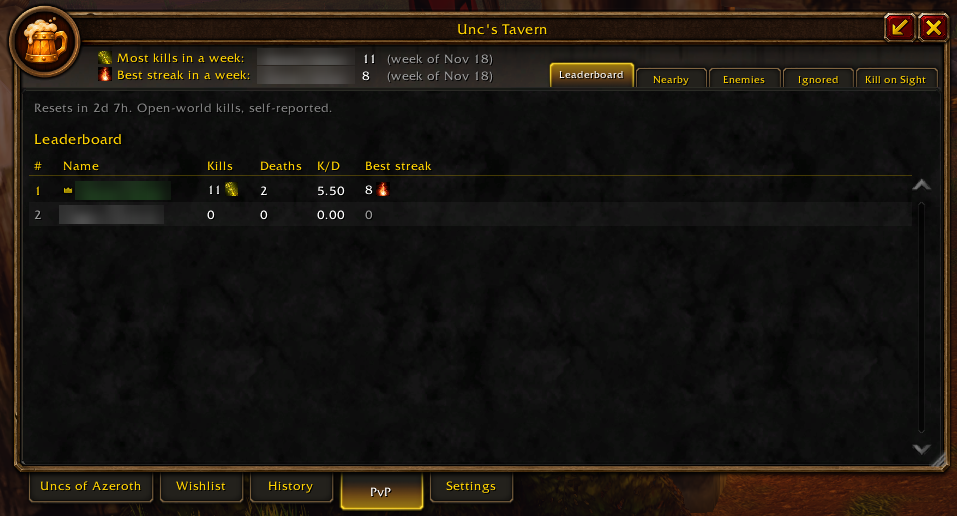 Unc's Tavern
Most kills in a week: 11 (week of Nov 18)
Best streak in a week: 8 (week of Nov 18)
Leaderboard Nearby Enemies Ignored Kill on Sight
Resets in 2d 7h. Open-world kills, self-reported.
Leaderboard
# Name Kills Deaths K/D Best streak
1 11 2 5.50 8
2 0 0 0.00 0
Uncs of Azeroth Wishlist History PvP Settings